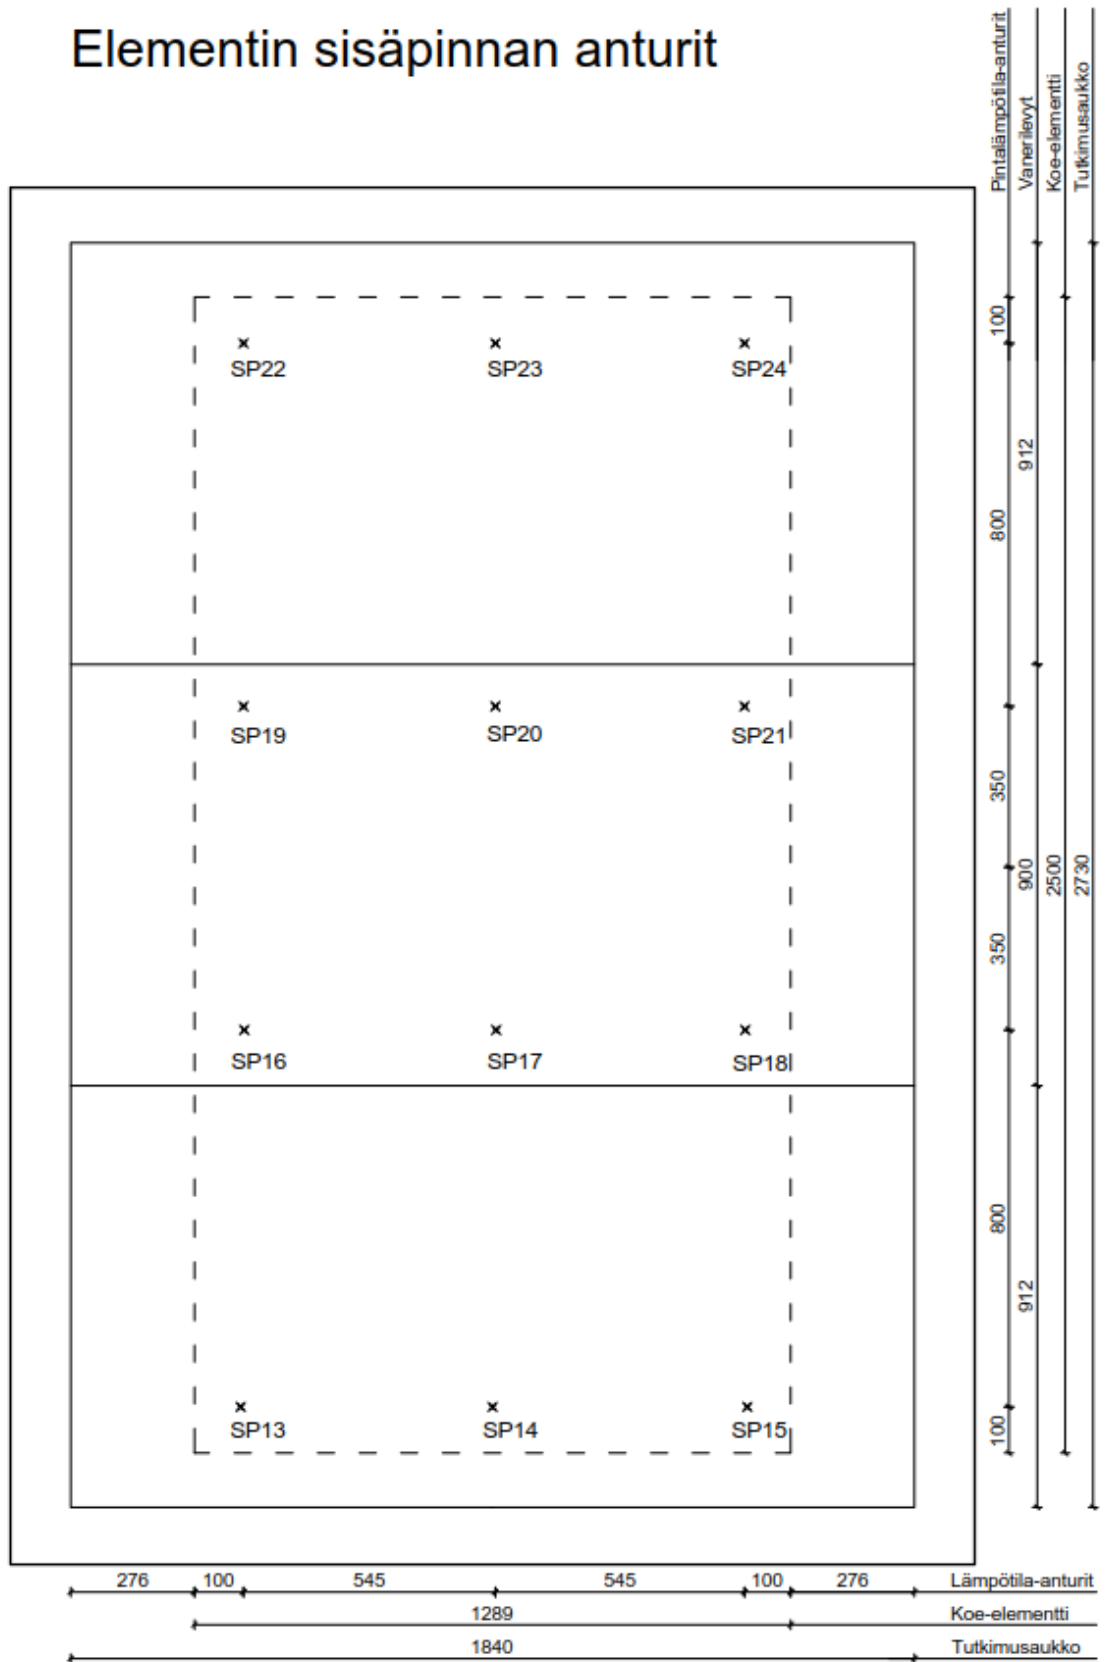 Elementin sisäpinnan anturit
Pintalämpötila-anturit
Vanerilevyt
Koe-elementti
Tutkimusaukko
SP22 SP23 SP24
SP19 SP20 SP21
SP16 SP17 SP18
SP13 SP14 SP15
100
800
350
350
800
100
912
900
912
2500
2730
276 100 545 545 100 276 Lämpötila-anturit
1289 Koe-elementti
1840 Tutkimusaukko